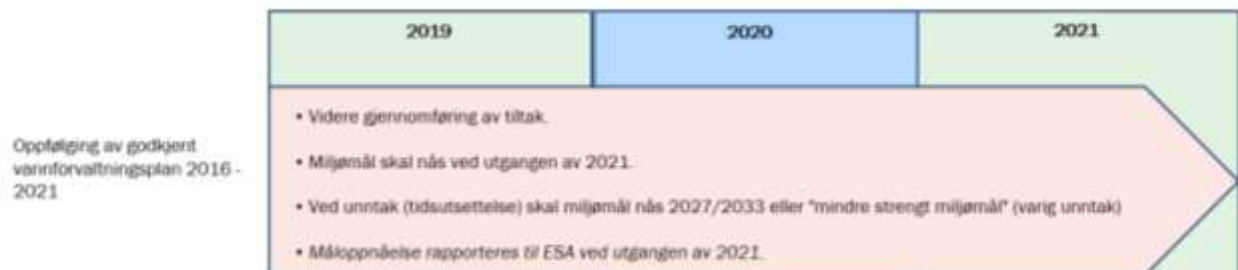 2019
2020
2021
Oppfølging av godkjent
vannforvaltningsplan 2016 -
2021
• Videre gjennomføring av tiltak.
• Miljømål skal nås ved utgangen av 2021.
• Ved unntak (tidsutsettelse) skal miljømål nås 2027/2033 eller "mindre strengt miljømål" (varig unntak)
• Måloppnåelse rapporteres til ESA ved utgangen av 2021.